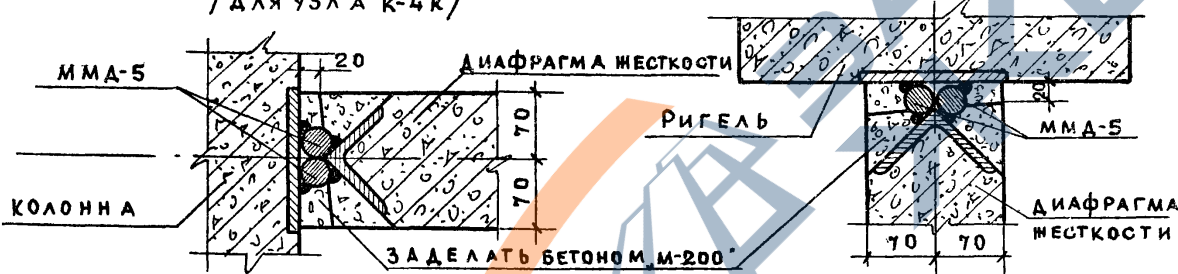 / ДЛЯ УЗЛА К-4К /
ММД-5
20
ДИАФРАГМА ЖЕСТКОСТИ
70
70
КОЛОННА
ЗАДЕЛАТЬ БЕТОНОМ „М-200"
РИГЕЛЬ
20
ММД-5
ДИАФРАГМА
ЖЕСТКОСТИ
70 70